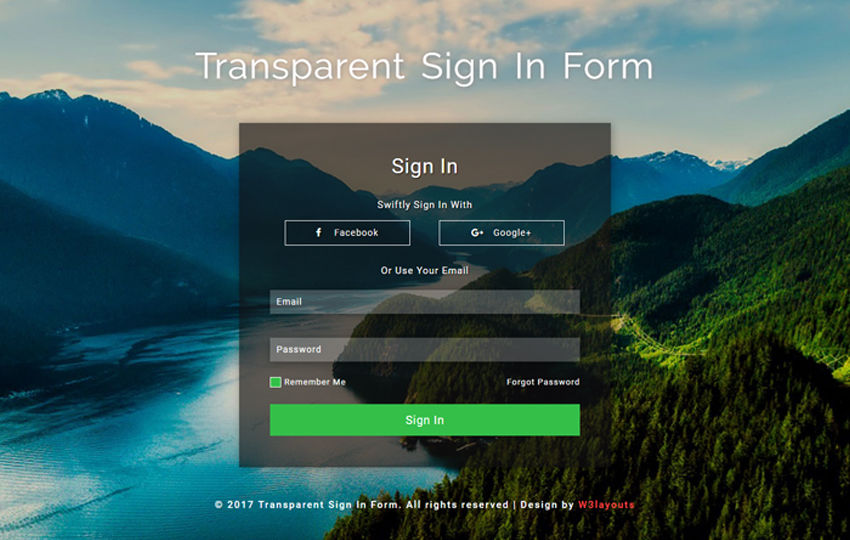 Transparent Sign In Form
Sign In
Swiftly Sign In With
Facebook
Google+
Or Use Your Email
Email
Password
Remember Me
Forgot Password
Sign In
© 2017 Transparent Sign In Form. All rights reserved | Design by W3layouts